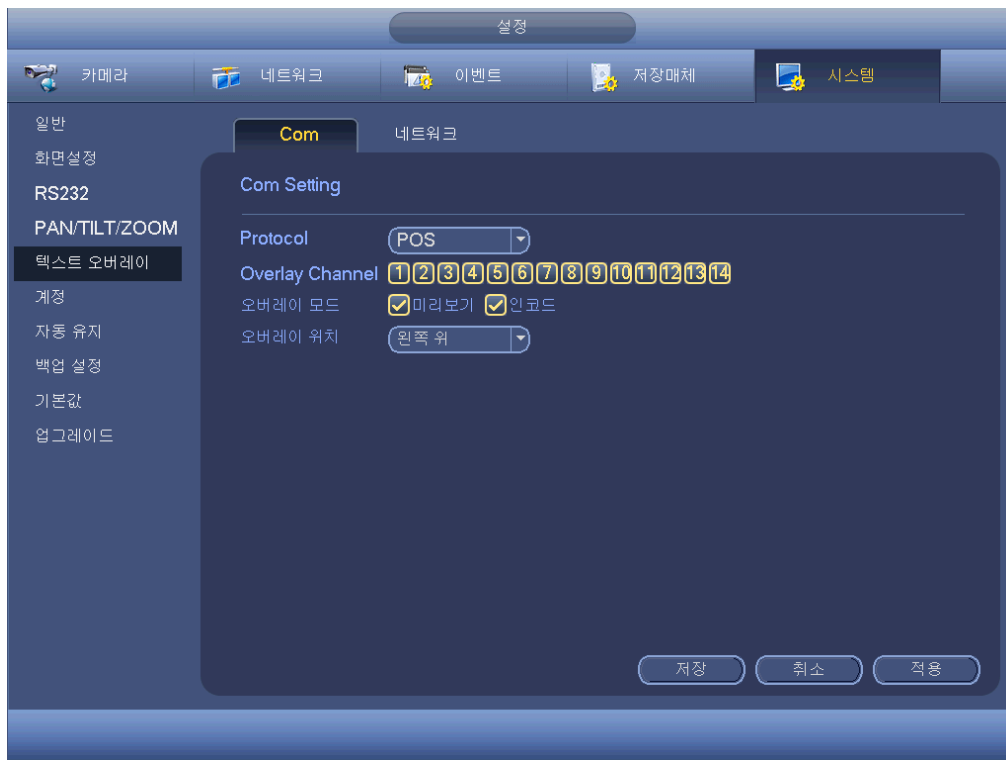 설정
카메라 네트워크 이벤트 저장매체 시스템
일반
화면설정
RS232
PAN/TILT/ZOOM
텍스트 오버레이
계정
자동 유지
백업 설정
기본값
업그레이드
Com 네트워크
Com Setting
Protocol POS
Overlay Channel 1 2 3 4 5 6 7 8 9 10 11 12 13 14
오버레이 모드 미리보기 인코드
오버레이 위치 왼쪽 위
저장 취소 적용